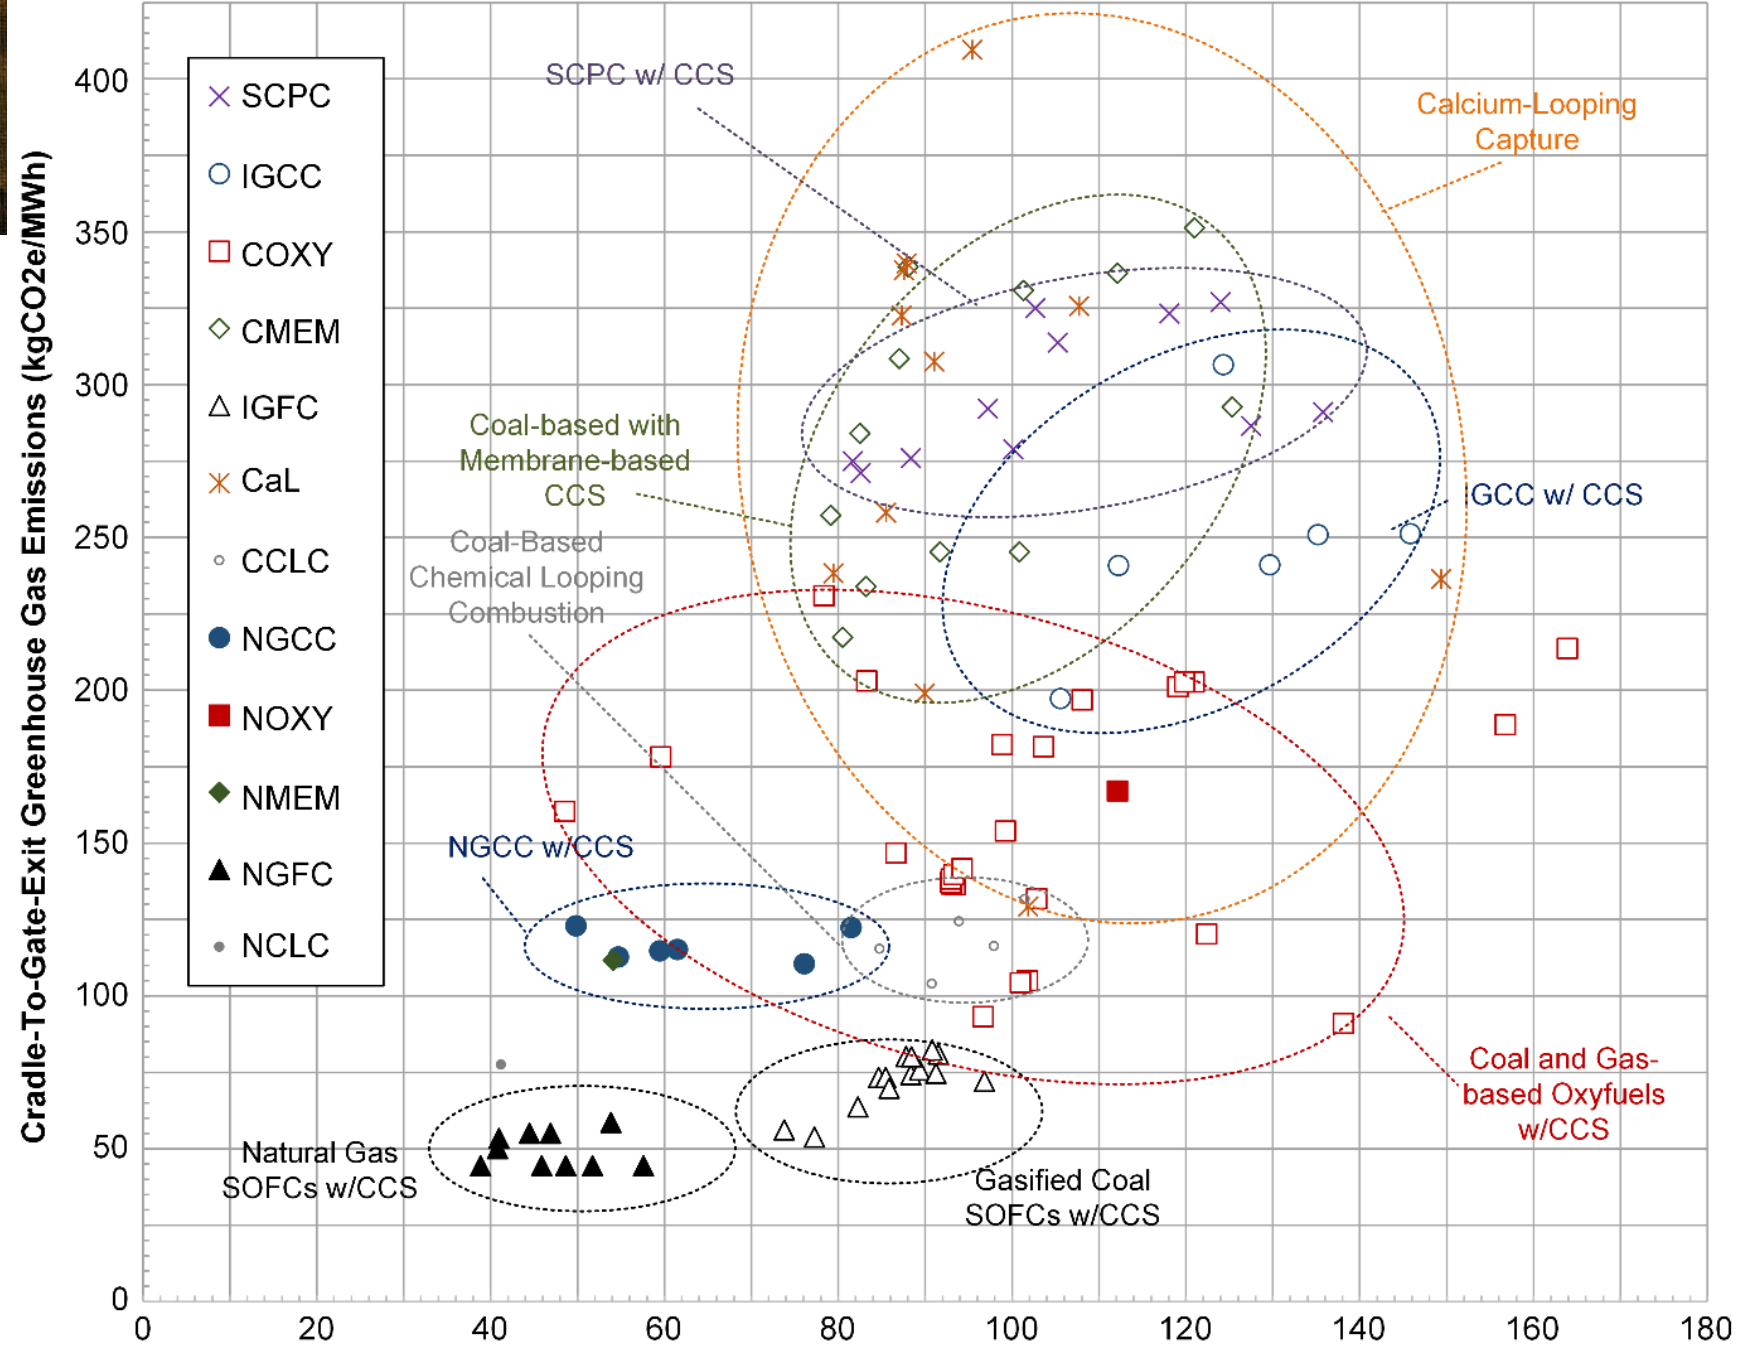 Cradle-To-Gate-Exit Greenhouse Gas Emissions (kgCO2e/MWh)
400
350
300
250
200
150
100
50
0
0
20
40
60
80
100
120
140
160
180
SCPC
IGCC
COXY
CMEM
IGFC
CaL
CCLC
NGCC
NOXY
NMEM
NGFC
NCLC
SCPC w/ CCS
Calcium-Looping
Capture
Coal-based with
Membrane-based
CCS
IGCC w/ CCS
Coal-Based
Chemical Looping
Combustion
NGCC w/CCS
Coal and Gas-
based Oxyfuels
w/CCS
Natural Gas
SOFCs w/CCS
Gasified Coal
SOFCs w/CCS